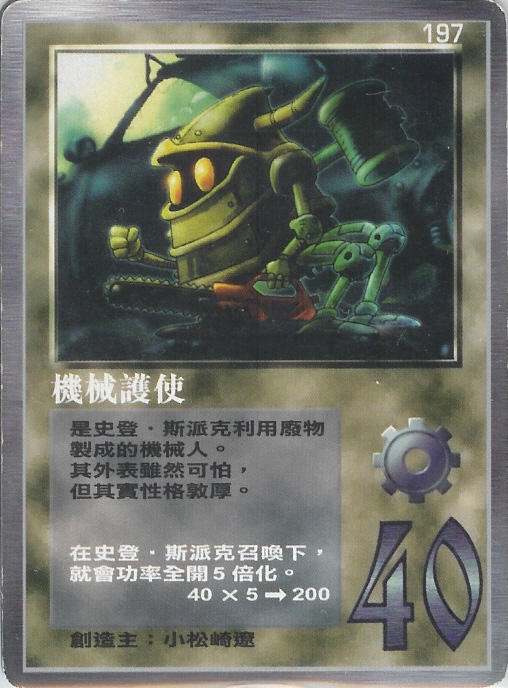 197
機械護使
是史登・斯派克利用廢物
製成的機械人。
其外表雖然可怕，
但其實性格敦厚。
在史登・斯派克召喚下，
就會功率全開5倍化。
40 × 5 ➡ 200
40
創造主：小松崎遼